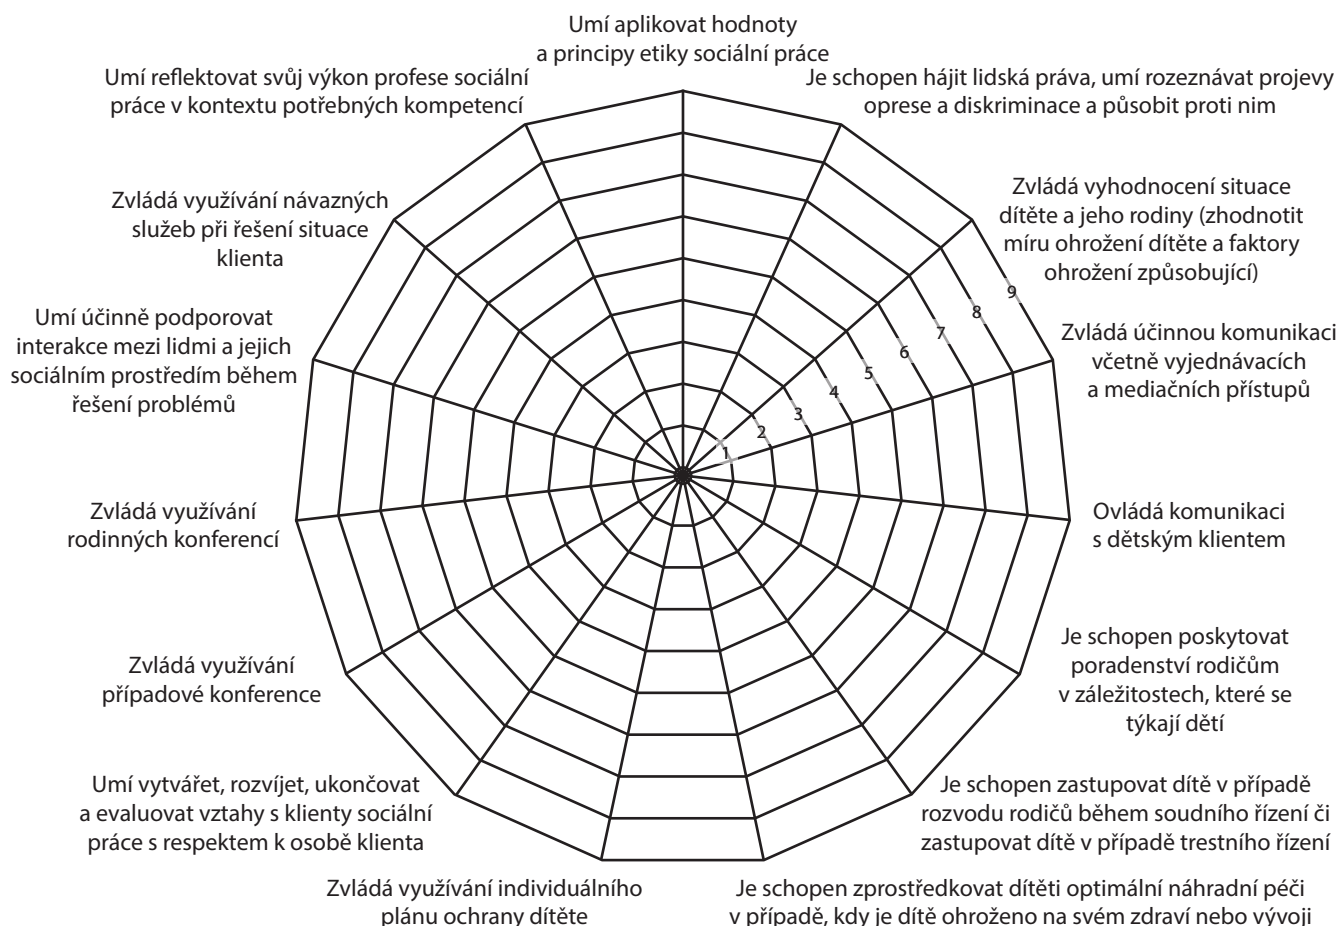 Umí aplikovat hodnoty
a principy etiky sociální práce
Je schopen hájit lidská práva, umí rozeznávat projevy
oprese a diskriminace a působit proti nim
Zvládá vyhodnocení situace
dítěte a jeho rodiny (zhodnotit
míru ohrožení dítěte a faktory
ohrožení způsobující)
Zvládá účinnou komunikaci
včetně vyjednávacích
a mediačních přístupů
Ovládá komunikaci
s dětským klientem
Je schopen poskytovat
poradenství rodičům
v záležitostech, které se
týkají dětí
Je schopen zastupovat dítě v případě
rozvodu rodičů během soudního řízení či
zastupovat dítě v případě trestního řízení
Je schopen zprostředkovat dítěti optimální náhradní péči
v případě, kdy je dítě ohroženo na svém zdraví nebo vývoji
Zvládá využívání individuálního
plánu ochrany dítěte
Umí vytvářet, rozvíjet, ukončovat
a evaluovat vztahy s klienty sociální
práce s respektem k osobě klienta
Zvládá využívání
případové konference
Zvládá využívání
rodinných konferencí
Umí účinně podporovat
interakce mezi lidmi a jejich
sociálním prostředím během
řešení problémů
Zvládá využívání návazných
služeb při řešení situace
klienta
Umí reflektovat svůj výkon profese sociální
práce v kontextu potřebných kompetencí
1
2
3
4
5
6
7
8
9